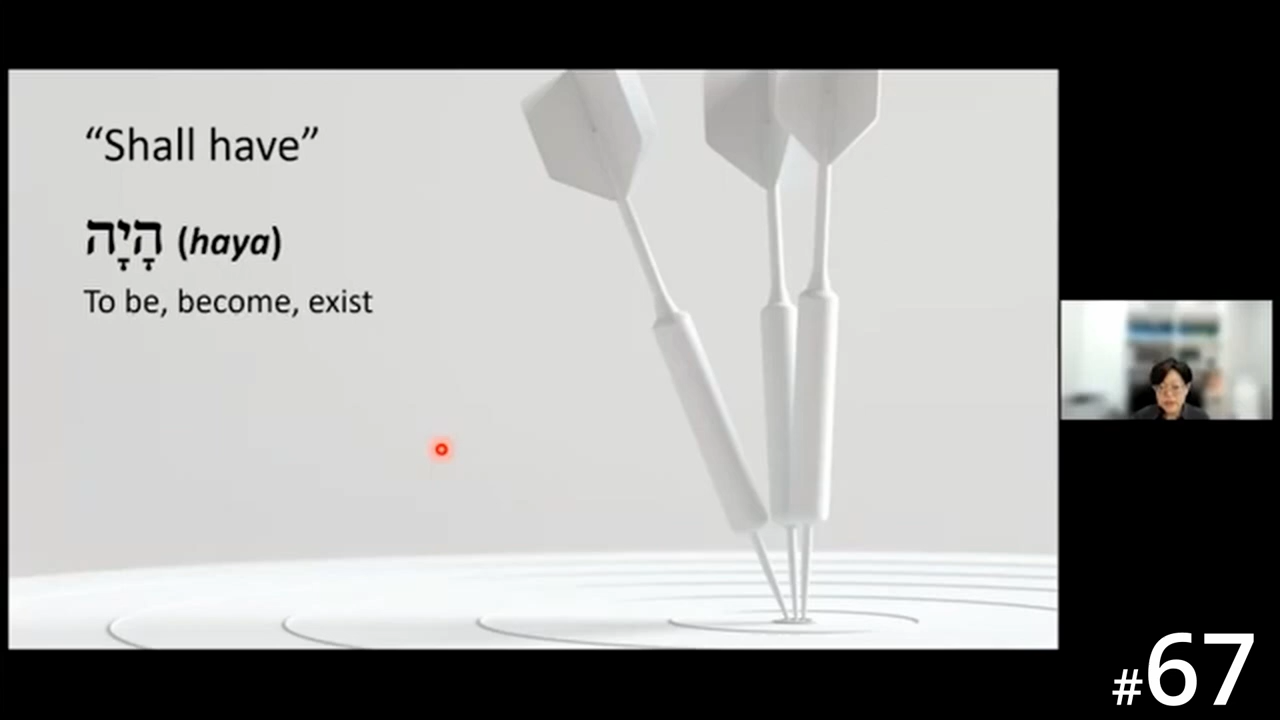 “Shall have”
הָיָה (haya)
To be, become, exist
#67